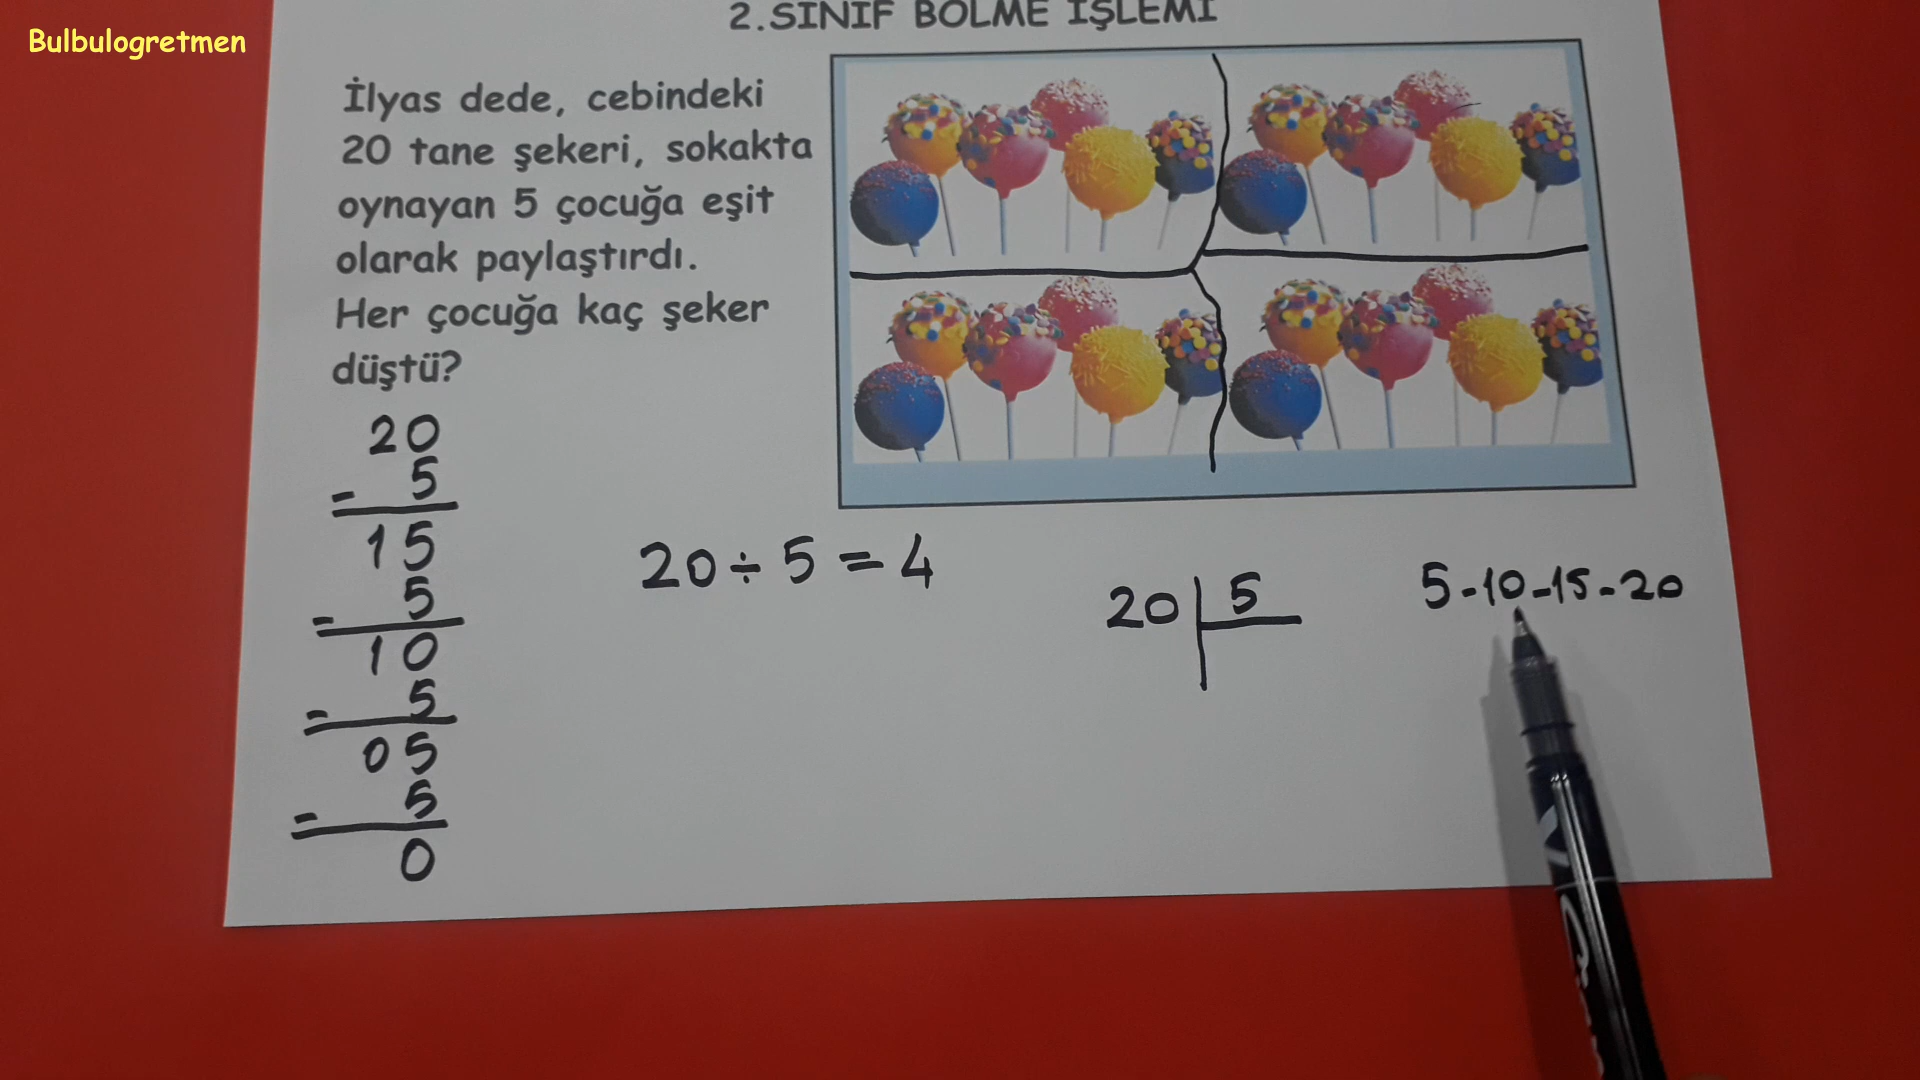 Bulbulogretmen
2.SINIF BÖLME İŞLEMİ
İlyas dede, cebindeki
20 tane şekeri, sokakta
oynayan 5 çocuğa eşit
olarak paylaştırdı.
Her çocuğa kaç şeker
düştü?
20
- 5
15
- 5
10
- 5
05
- 5
0
20 ÷ 5 = 4
20 | 5
5-10-15-20